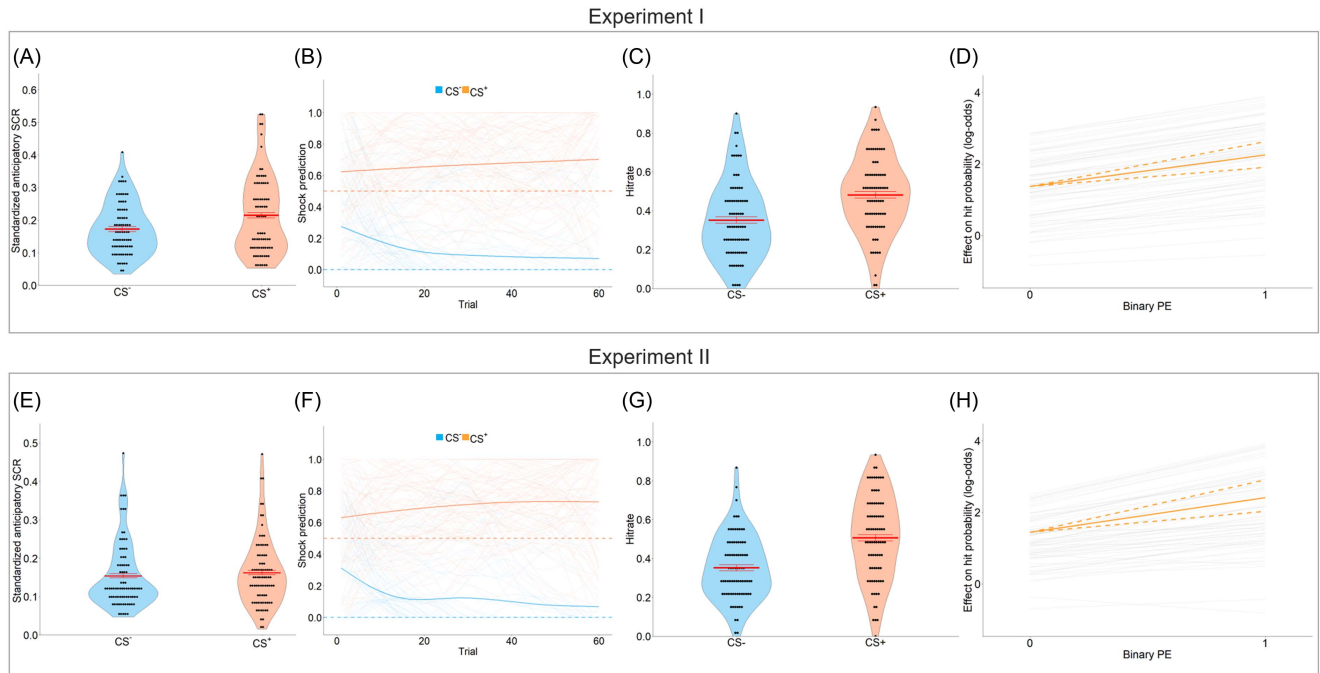 Experiment I
(A)
Standardized anticipatory SCR
0.6
0.5
0.4
0.3
0.2
0.1
0.0
CS⁻
CS⁺
(B)
CS⁻ CS⁺
Shock prediction
1.0
0.8
0.6
0.4
0.2
0.0
0 20 40 60
Trial
(C)
Hitrate
1.0
0.8
0.6
0.4
0.2
0.0
CS-
CS+
(D)
Effect on hit probability (log-odds)
4
2
0
0 1
Binary PE
Experiment II
(E)
Standardized anticipatory SCR
0.5
0.4
0.3
0.2
0.1
0.0
CS⁻
CS⁺
(F)
CS⁻ CS⁺
Shock prediction
1.0
0.8
0.6
0.4
0.2
0.0
0 20 40 60
Trial
(G)
Hitrate
1.0
0.8
0.6
0.4
0.2
0.0
CS-
CS+
(H)
Effect on hit probability (log-odds)
4
2
0
0 1
Binary PE